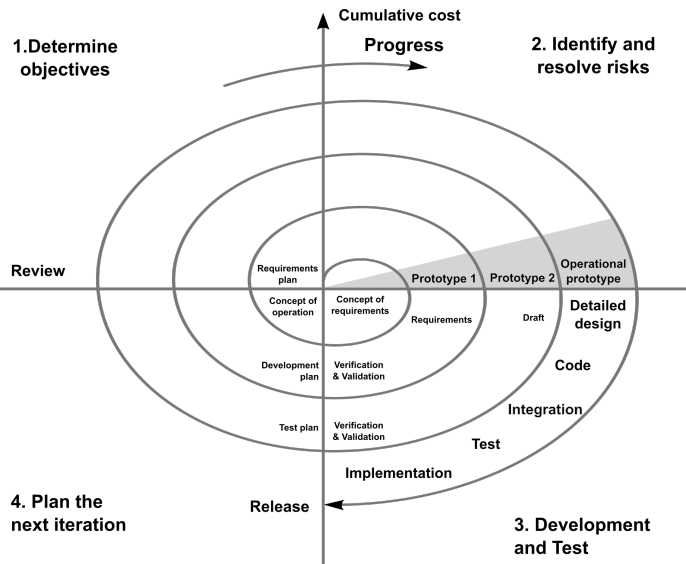 Cumulative cost
Progress
1.Determine
objectives
2. Identify and
resolve risks
Review
Requirements
plan
Prototype 1
Prototype 2
Operational
prototype
Concept of
operation
Concept of
requirements
Requirements
Draft
Detailed
design
Development
plan
Verification
& Validation
Code
Integration
Test plan
Verification
& Validation
Test
Implementation
Release
4. Plan the
next iteration
3. Development
and Test